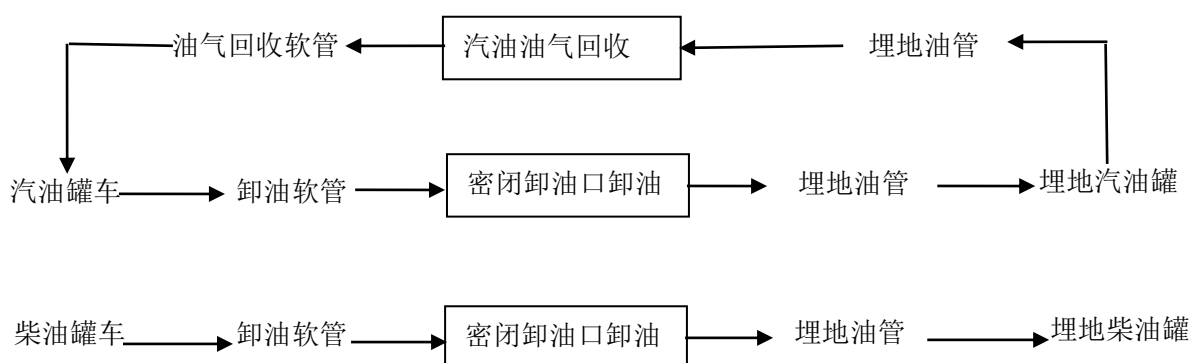 油气回收软管 汽油油气回收 埋地油管
汽油罐车 卸油软管 密闭卸油口卸油 埋地油管 埋地汽油罐
柴油罐车 卸油软管 密闭卸油口卸油 埋地油管 埋地柴油罐